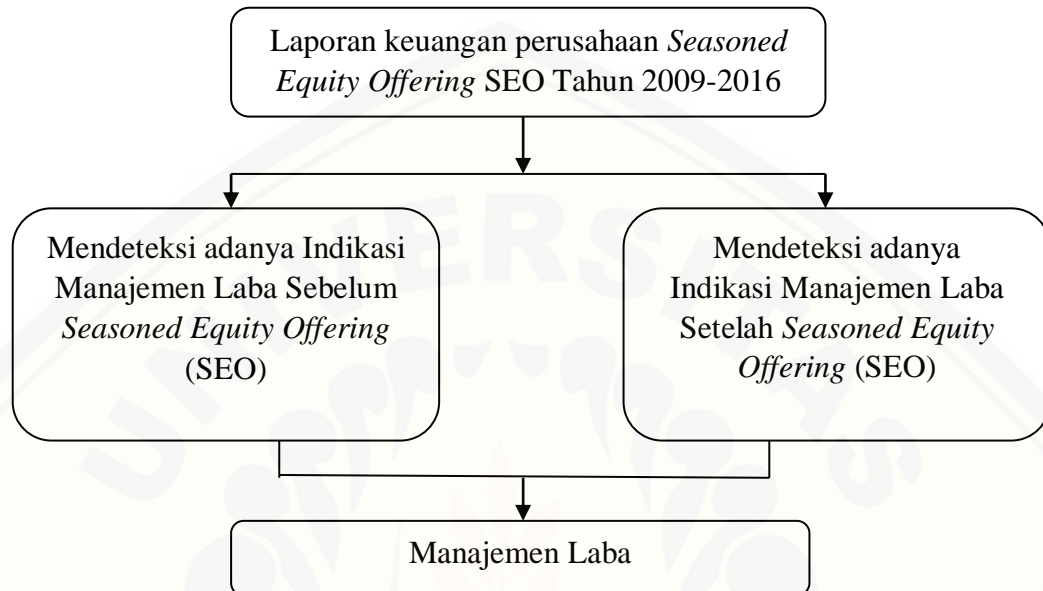 Laporan keuangan perusahaan Seasoned
Equity Offering SEO Tahun 2009-2016
Mendeteksi adanya Indikasi
Manajemen Laba Sebelum
Seasoned Equity Offering
(SEO)
Mendeteksi adanya
Indikasi Manajemen Laba
Setelah Seasoned Equity
Offering (SEO)
Manajemen Laba
UNIVERSITAS